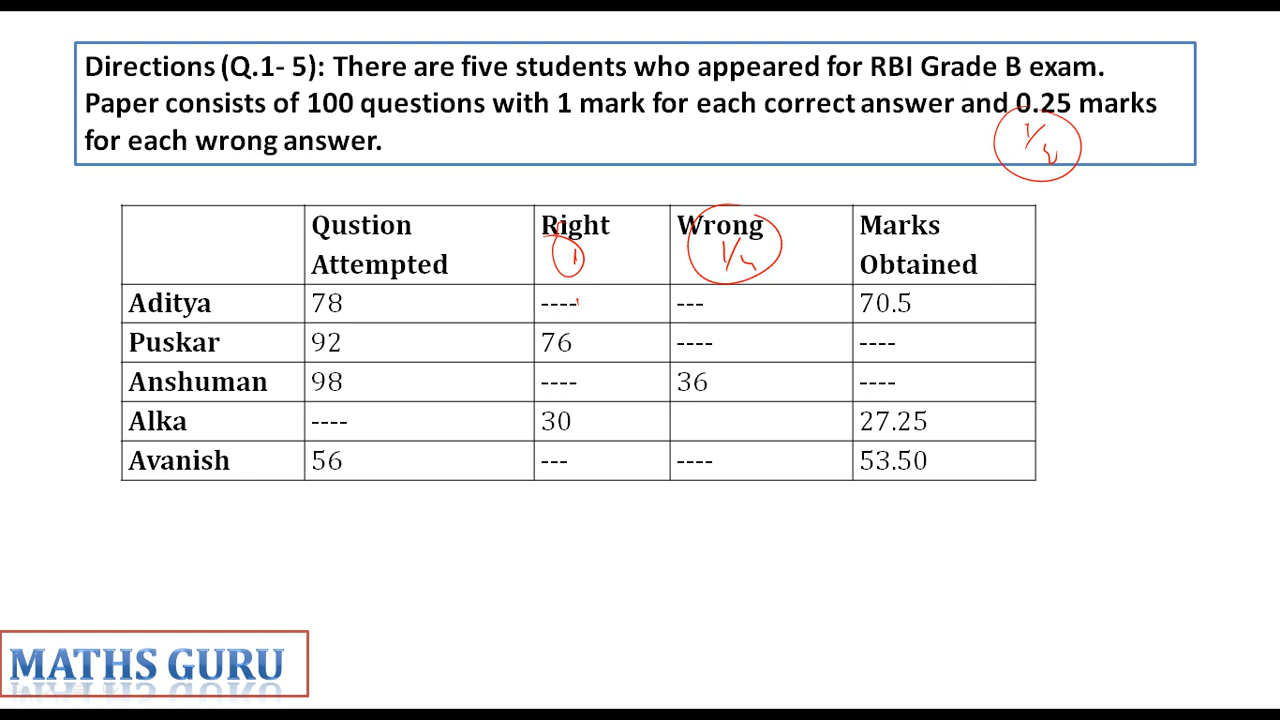 Directions (Q.1- 5): There are five students who appeared for RBI Grade B exam.
Paper consists of 100 questions with 1 mark for each correct answer and 0.25 marks
for each wrong answer.
1/4
Qustion Attempted Right Wrong Marks Obtained
1 1/4
Aditya 78 ---- --- 70.5
Puskar 92 76 ---- ----
Anshuman 98 ---- 36 ----
Alka ---- 30 27.25
Avanish 56 --- ---- 53.50
MATHS GURU